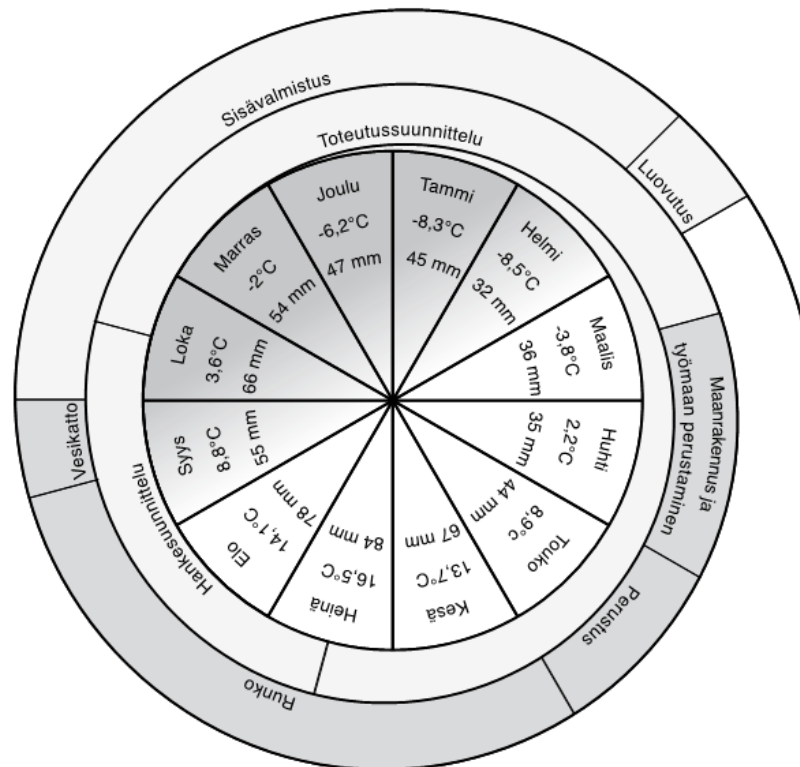 Sisävalmistus
Luovutus
Maanrakennus ja
työmaan perustaminen
Perustus
Runko
Vesikatto
Toteutussuunnittelu
Hankesuunnittelu
Tammi
-8,3°C
45 mm
Helmi
-8,5°C
32 mm
Maalis
-3,8°C
36 mm
Huhti
2,2°C
35 mm
Touko
8,9°c
44 mm
Kesä
13,7°C
67 mm
Heinä
16,5°C
84 mm
Elo
14,1°C
78 mm
Syys
8,8°C
55 mm
Loka
3,6°C
66 mm
Marras
-2°C
54 mm
Joulu
-6,2°C
47 mm